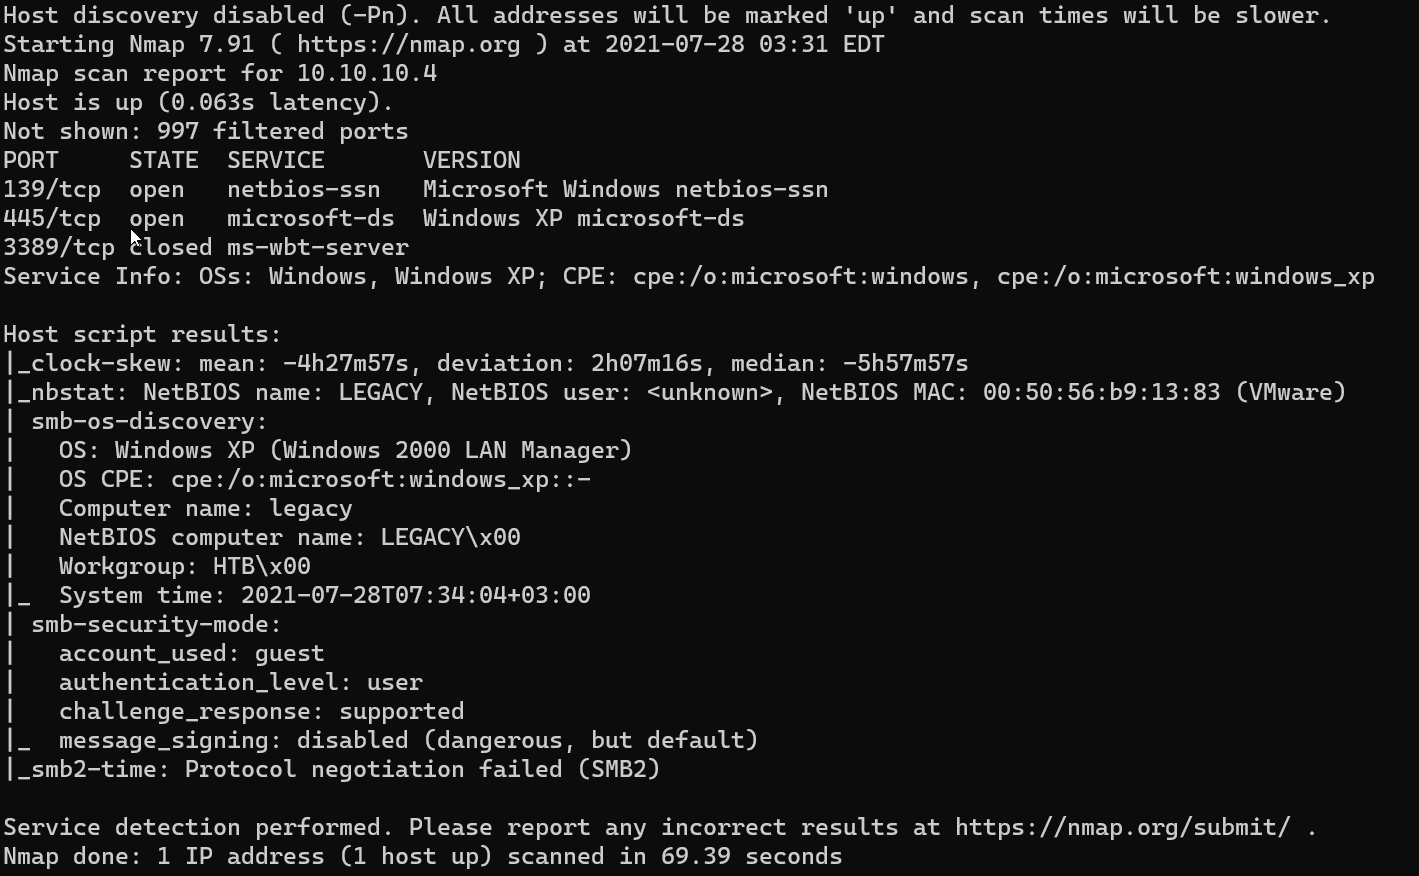 Host discovery disabled (-Pn). All addresses will be marked 'up' and scan times will be slower.
Starting Nmap 7.91 ( https://nmap.org ) at 2021-07-28 03:31 EDT
Nmap scan report for 10.10.10.4
Host is up (0.063s latency).
Not shown: 997 filtered ports
PORT     STATE  SERVICE       VERSION
139/tcp  open   netbios-ssn   Microsoft Windows netbios-ssn
445/tcp  open   microsoft-ds  Windows XP microsoft-ds
3389/tcp closed ms-wbt-server
Service Info: OSs: Windows, Windows XP; CPE: cpe:/o:microsoft:windows, cpe:/o:microsoft:windows_xp

Host script results:
|_clock-skew: mean: -4h27m57s, deviation: 2h07m16s, median: -5h57m57s
|_nbstat: NetBIOS name: LEGACY, NetBIOS user: <unknown>, NetBIOS MAC: 00:50:56:b9:13:83 (VMware)
| smb-os-discovery:
|   OS: Windows XP (Windows 2000 LAN Manager)
|   OS CPE: cpe:/o:microsoft:windows_xp::-
|   Computer name: legacy
|   NetBIOS computer name: LEGACY\x00
|   Workgroup: HTB\x00
|_  System time: 2021-07-28T07:34:04+03:00
| smb-security-mode:
|   account_used: guest
|   authentication_level: user
|   challenge_response: supported
|_  message_signing: disabled (dangerous, but default)
|_smb2-time: Protocol negotiation failed (SMB2)

Service detection performed. Please report any incorrect results at https://nmap.org/submit/ .
Nmap done: 1 IP address (1 host up) scanned in 69.39 seconds